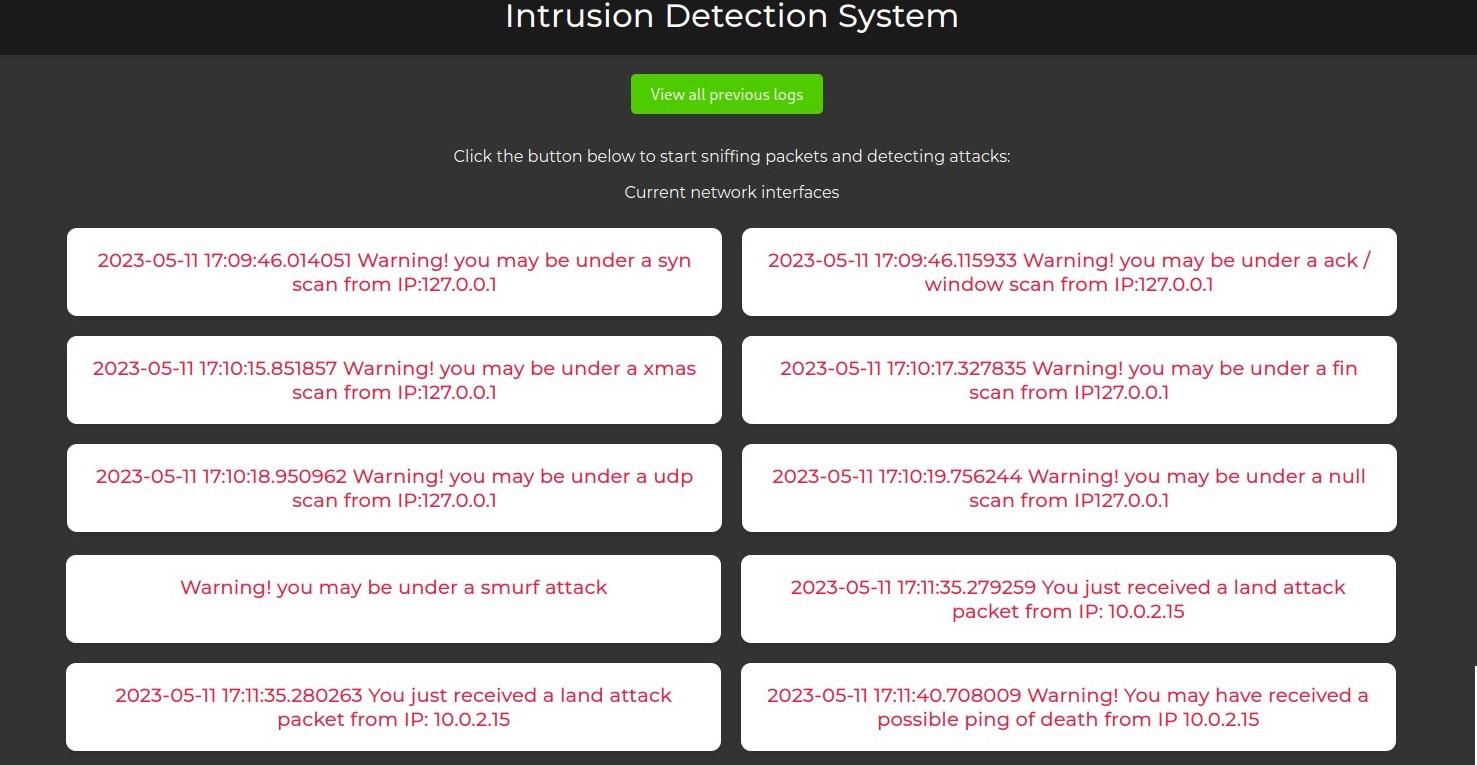 Intrusion Detection System
View all previous logs
Click the button below to start sniffing packets and detecting attacks:
Current network interfaces
2023-05-11 17:09:46.014051 Warning! you may be under a syn
scan from IP:127.0.0.1
2023-05-11 17:09:46.115933 Warning! you may be under a ack /
window scan from IP:127.0.0.1
2023-05-11 17:10:15.851857 Warning! you may be under a xmas
scan from IP:127.0.0.1
2023-05-11 17:10:17.327835 Warning! you may be under a fin
scan from IP127.0.0.1
2023-05-11 17:10:18.950962 Warning! you may be under a udp
scan from IP:127.0.0.1
2023-05-11 17:10:19.756244 Warning! you may be under a null
scan from IP127.0.0.1
Warning! you may be under a smurf attack
2023-05-11 17:11:35.279259 You just received a land attack
packet from IP: 10.0.2.15
2023-05-11 17:11:35.280263 You just received a land attack
packet from IP: 10.0.2.15
2023-05-11 17:11:40.708009 Warning! You may have received a
possible ping of death from IP 10.0.2.15